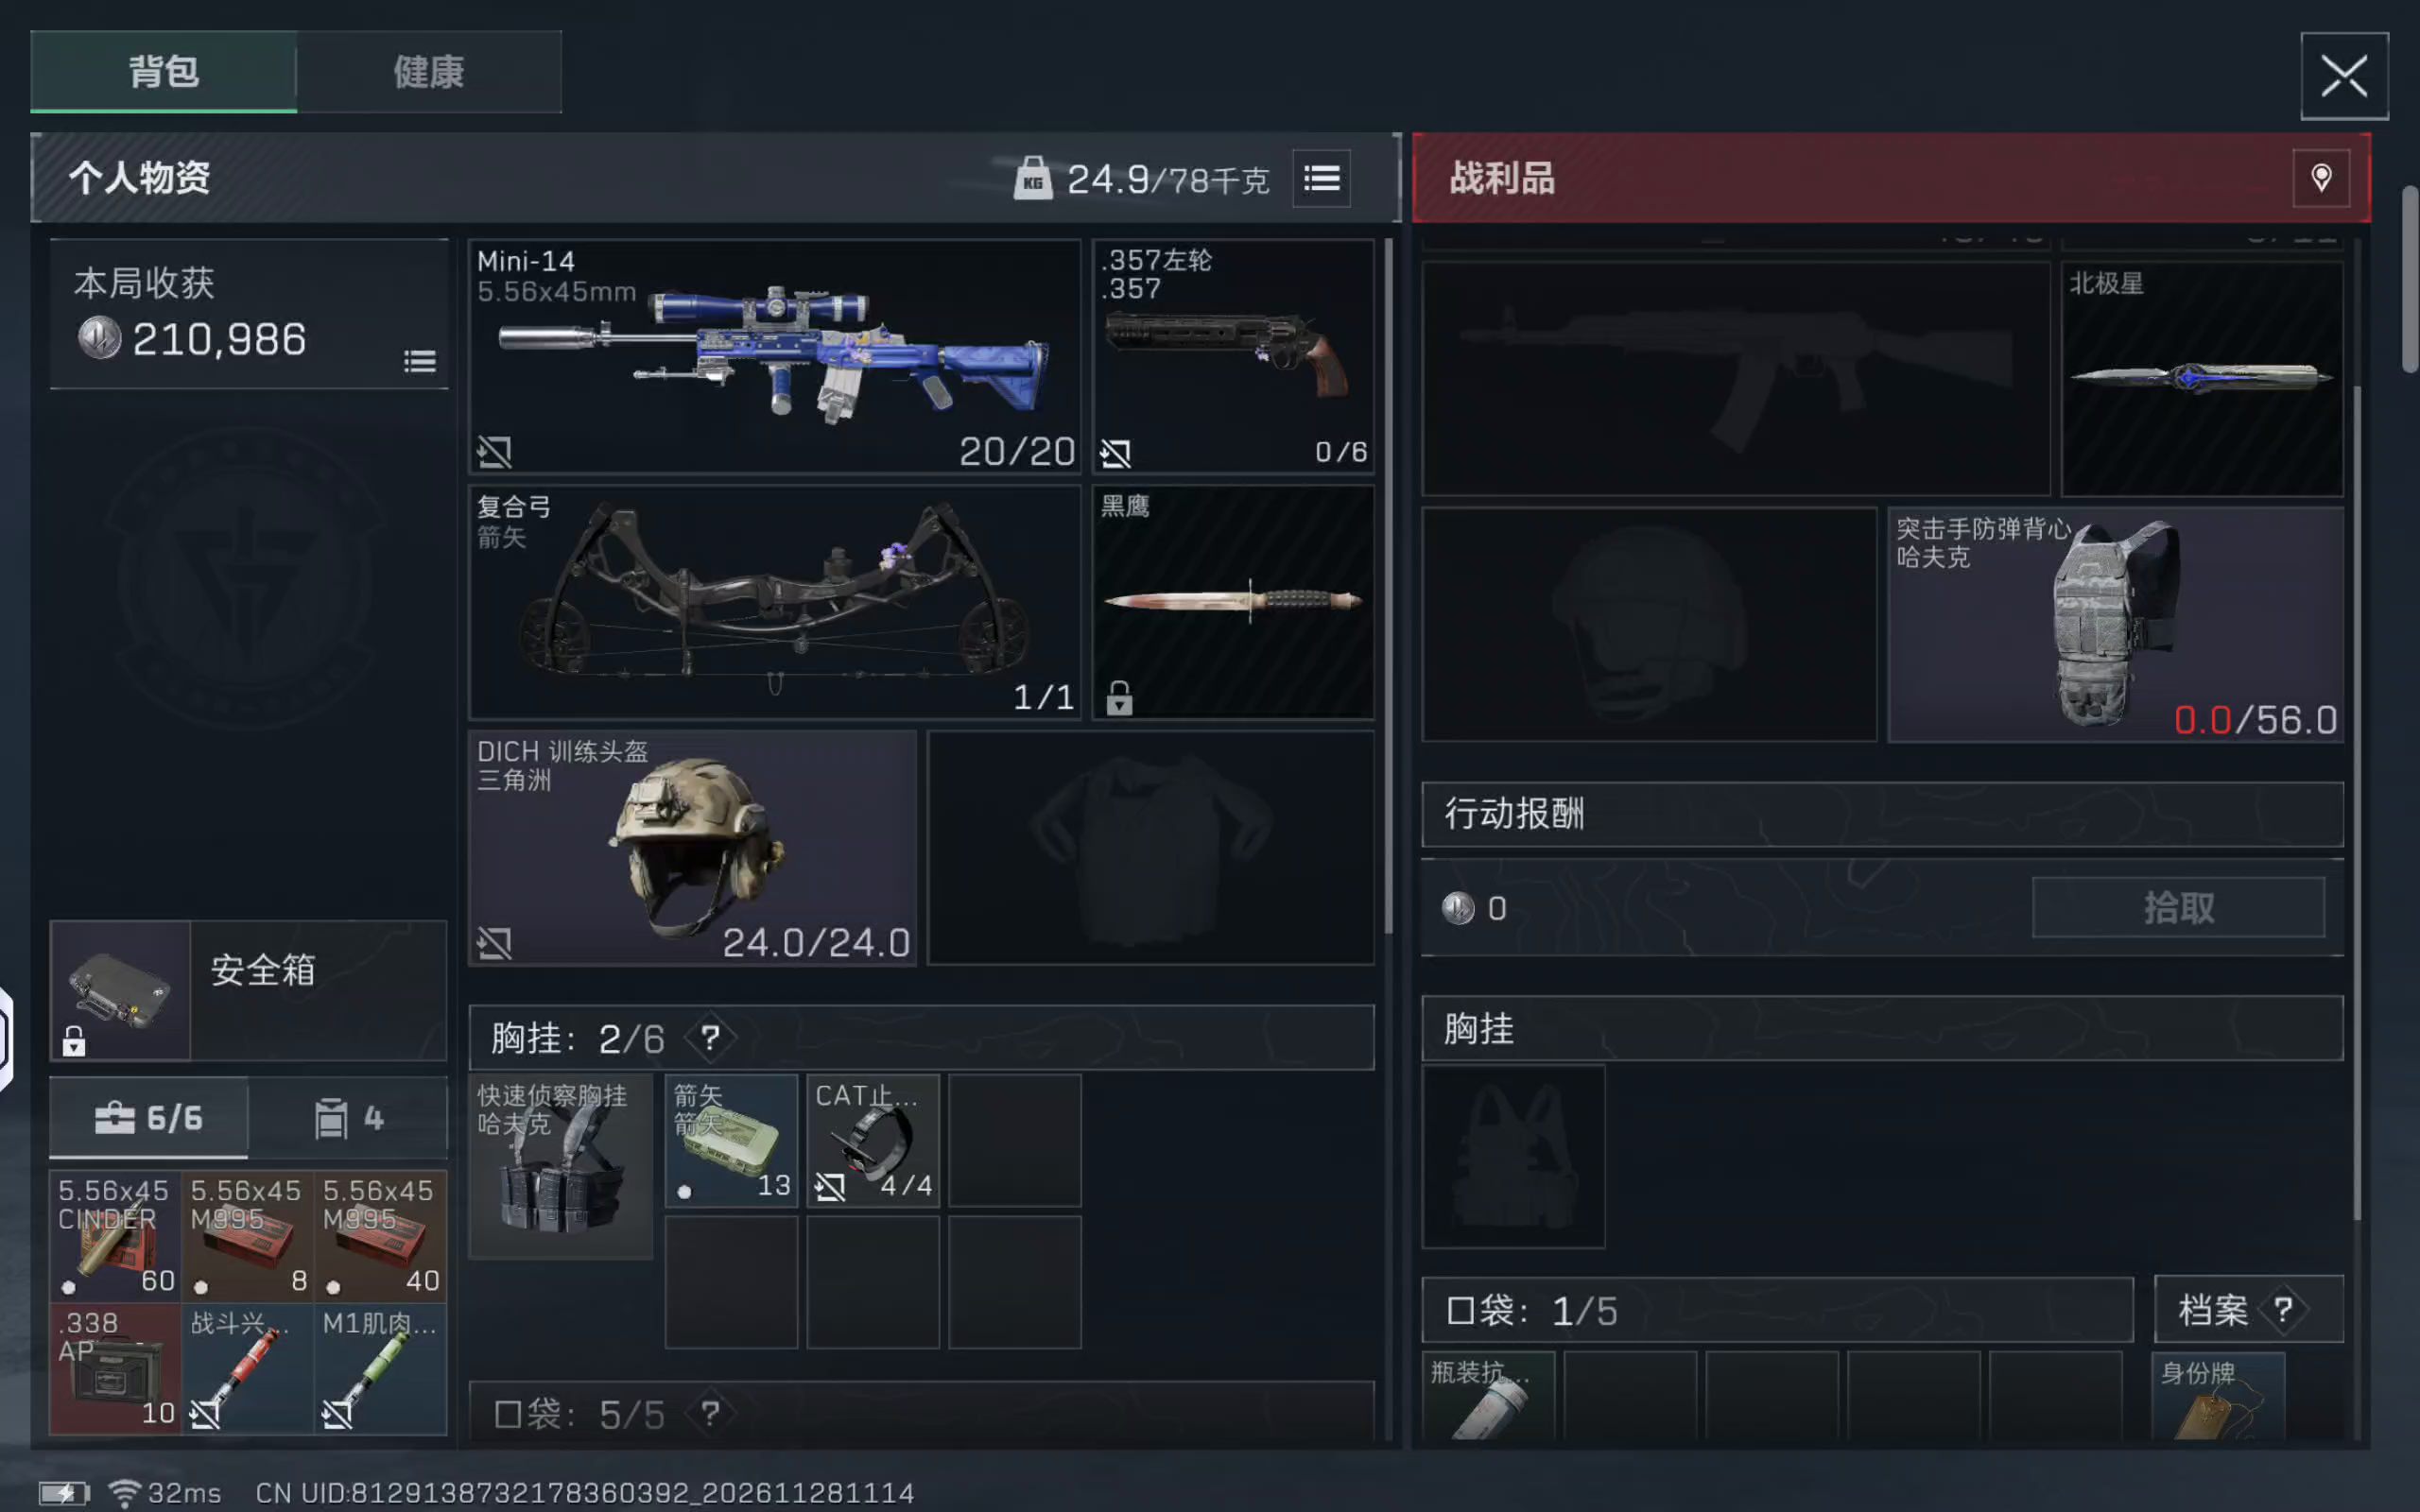 背包
健康
个人物资
KG
24.9/78千克
战利品
本局收获
210,986
Mini-14
5.56x45mm
20/20
.357左轮
.357
0/6
北极星
复合弓
箭矢
1/1
黑鹰
突击手防弹背心
哈夫克
0.0/56.0
DICH 训练头盔
三角洲
24.0/24.0
行动报酬
0
拾取
安全箱
胸挂：2/6 ?
胸挂
快速侦察胸挂
哈夫克
箭矢
箭矢
13
CAT止...
4/4
6/6
4
5.56x45
CINDER
60
5.56x45
M995
8
5.56x45
M995
40
.338
AP
10
战斗兴...
M1肌肉...
口袋：5/5 ?
口袋：1/5
档案 ?
瓶装抗...
身份牌
32ms
CN UID:8129138732178360392_202611281114